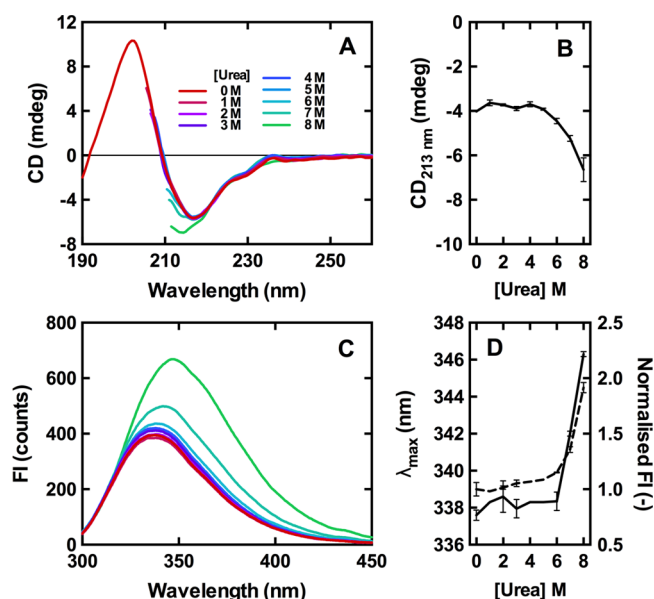 A
CD (mdeg)
12
8
4
0
-4
-8
190
210
230
250
Wavelength (nm)
[Urea]
0 M
1 M
2 M
3 M
4 M
5 M
6 M
7 M
8 M
B
CD213 nm (mdeg)
0
-2
-4
-6
-8
-10
0
2
4
6
8
[Urea] M
C
FI (counts)
800
600
400
200
0
300
350
400
450
Wavelength (nm)
D
λmax (nm)
348
346
344
342
340
338
336
0
2
4
6
8
[Urea] M
2.5
2.0
1.5
1.0
0.5
Normalised FI (-)